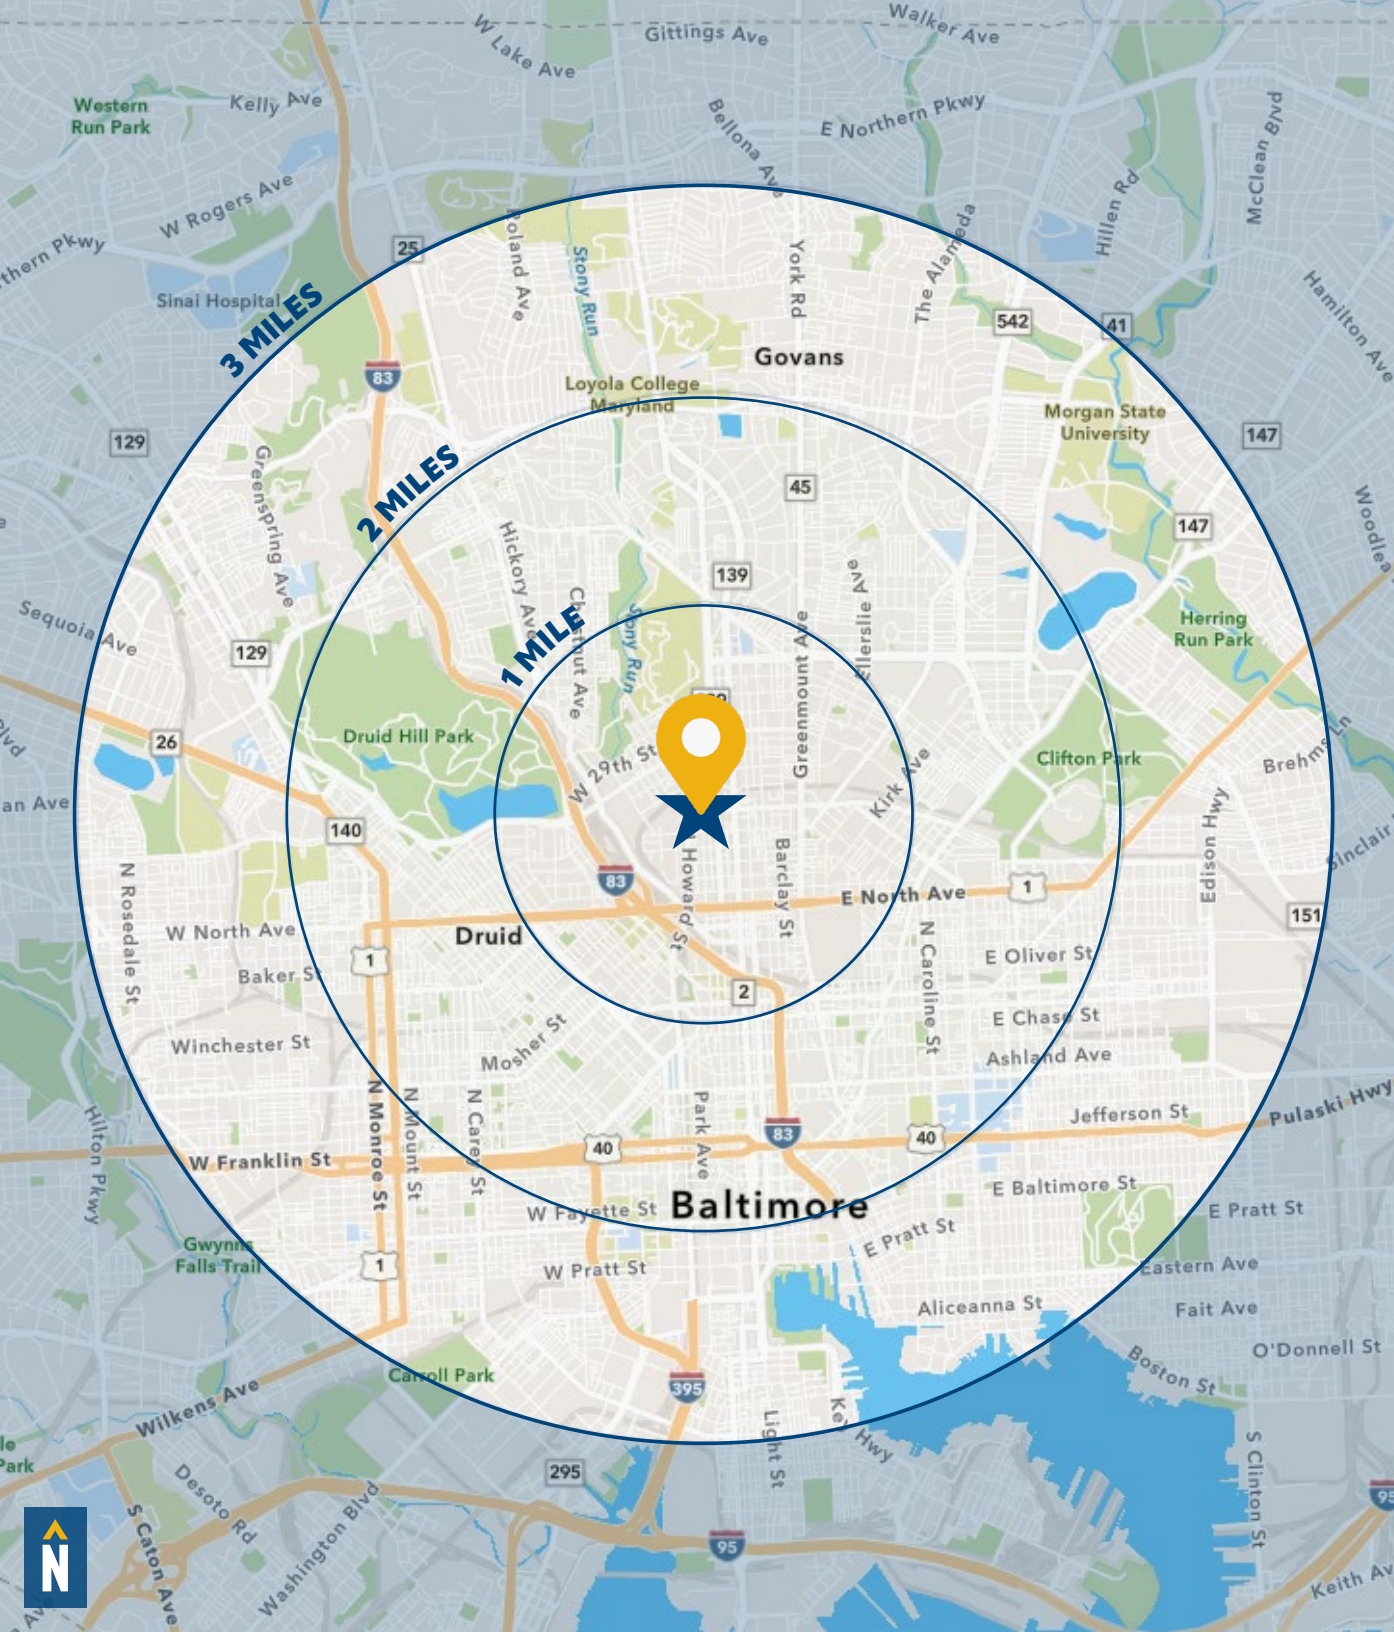 Walker Ave
W Lake Ave
Gittings Ave
Western
Run Park
Kelly Ave
Bellona Ave
E Northern Pkwy
McClean Blvd
W Rogers Ave
Hillen Rd
thern Pkwy
25
Roland Ave
Stony Run
York Rd
The Alameda
Sinai Hospital
3 MILES
542
41
Hamilton Ave
Govans
83
Loyola College
Maryland
Morgan State
University
129
147
Greenspring Ave
2 MILES
45
147
Woodlea
Hickory Ave
139
Ellerslie Ave
Chestnut Ave
1 MILE
Stony Run
Greenmount Ave
Herring
Run Park
Sequoia Ave
129
Druid Hill Park
26
W 29th St
Kirk Ave
Clifton Park
Brehms Ln
lvd
an Ave
140
Edison Hwy
Sinclair
N Rosedale St
Howard St
Barclay St
83
E North Ave
1
151
W North Ave
Druid
N Caroline St
E Oliver St
1
Baker St
2
E Chase St
Winchester St
Mosher St
Ashland Ave
N Monroe St
N Mount St
N Carey St
Park Ave
Jefferson St
Pulaski Hwy
Hilton Pkwy
83
40
40
W Franklin St
E Baltimore St
W Fayette St
Baltimore
E Pratt St
E Pratt St
Gwynns
Falls Trail
1
W Pratt St
Eastern Ave
Aliceanna St
Fait Ave
O'Donnell St
Boston St
Carroll Park
395
Wilkens Ave
Light St
Key Hwy
le
Park
295
S Clinton St
Desoto Rd
S Caton Ave
Washington Blvd
95
95
Keith Av
N